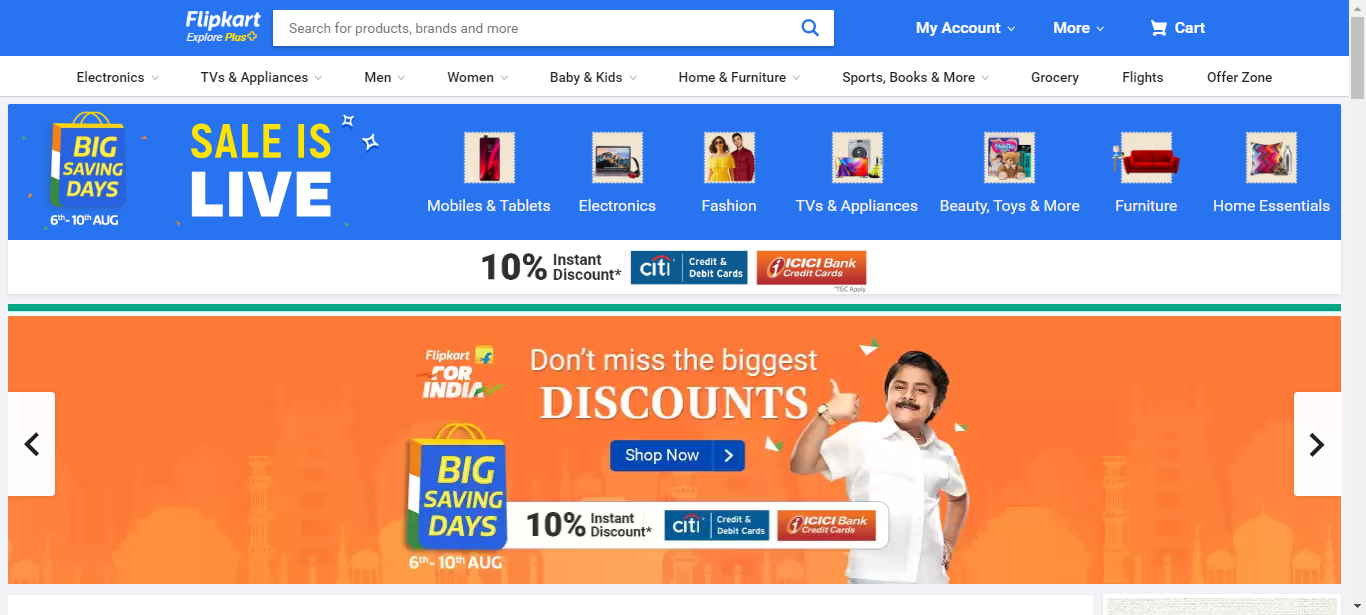 Flipkart
Explore Plus
Search for products, brands and more
My Account
More
Cart
Electronics
TVs & Appliances
Men
Women
Baby & Kids
Home & Furniture
Sports, Books & More
Grocery
Flights
Offer Zone
BIG
SAVING
DAYS
6th-10th AUG
SALE IS
LIVE
Mobiles & Tablets
Electronics
Fashion
TVs & Appliances
Beauty, Toys & More
Furniture
Home Essentials
10% Instant
Discount*
citi Credit &
Debit Cards
ICICI Bank
Credit Cards
*T&C Apply
Flipkart
FOR
INDIA
Don't miss the biggest
DISCOUNTS
Shop Now
BIG
SAVING
DAYS
6th-10th AUG
10% Instant
Discount*
citi Credit &
Debit Cards
ICICI Bank
Credit Cards